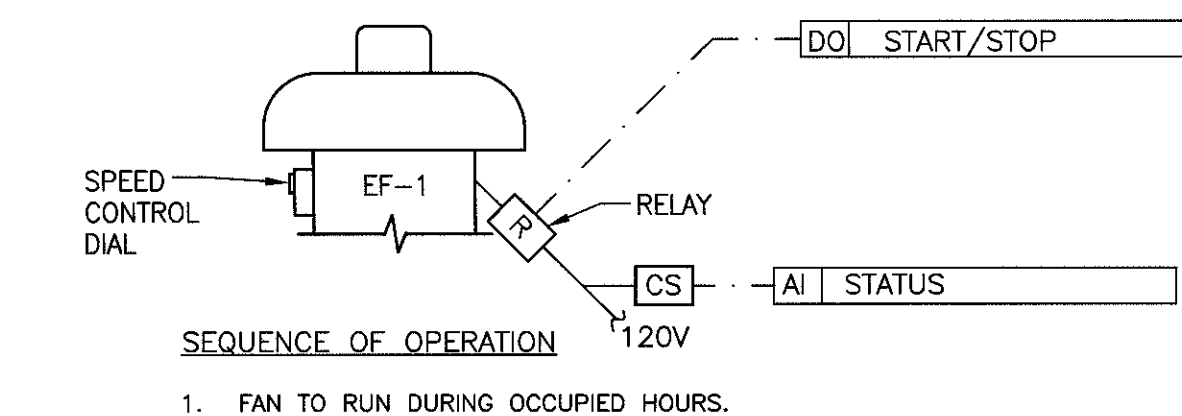 DO START/STOP
SPEED
CONTROL
DIAL
EF-1
R
RELAY
CS
AI STATUS
120V
SEQUENCE OF OPERATION
1. FAN TO RUN DURING OCCUPIED HOURS.